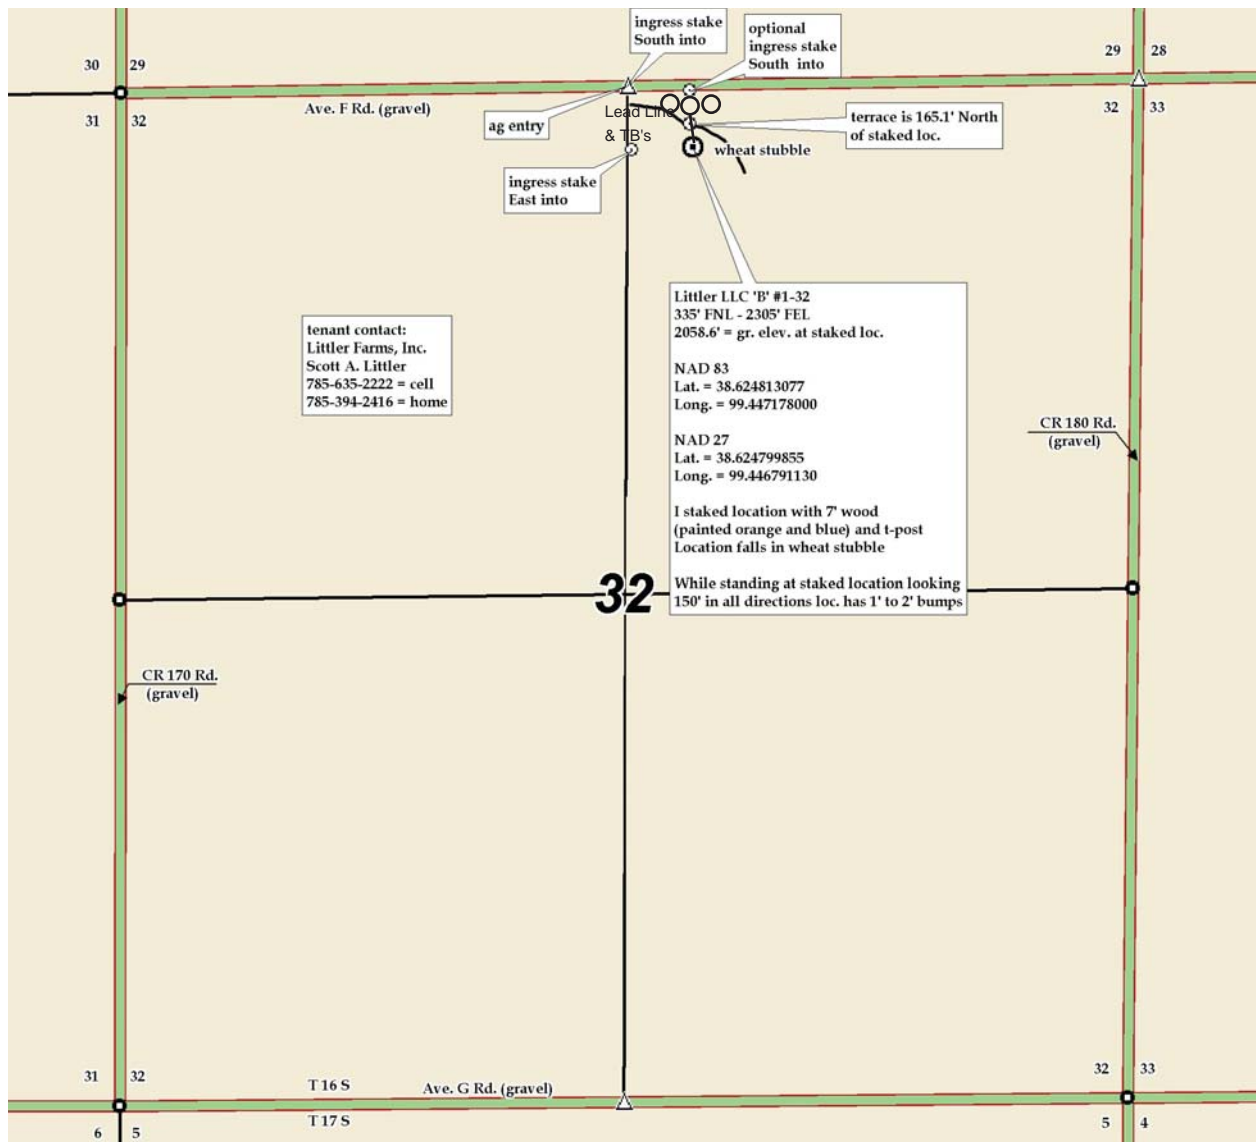 ingress stake
South into
optional
ingress stake
South into
30
29
29
28
31
32
Ave. F Rd. (gravel)
ag entry
Lead Line
& TB's
terrace is 165.1' North
of staked loc.
32
33
wheat stubble
ingress stake
East into
Littler LLC 'B' #1-32
335' FNL - 2305' FEL
2058.6' = gr. elev. at staked loc.
NAD 83
Lat. = 38.624813077
Long. = 99.447178000
NAD 27
Lat. = 38.624799855
Long. = 99.446791130
I staked location with 7' wood
(painted orange and blue) and t-post
Location falls in wheat stubble
While standing at staked location looking
150' in all directions loc. has 1' to 2' bumps
tenant contact:
Littler Farms, Inc.
Scott A. Littler
785-635-2222 = cell
785-394-2416 = home
CR 180 Rd.
(gravel)
32
CR 170 Rd.
(gravel)
31
32
T 16 S
Ave. G Rd. (gravel)
32
33
6
5
T 17 S
5
4